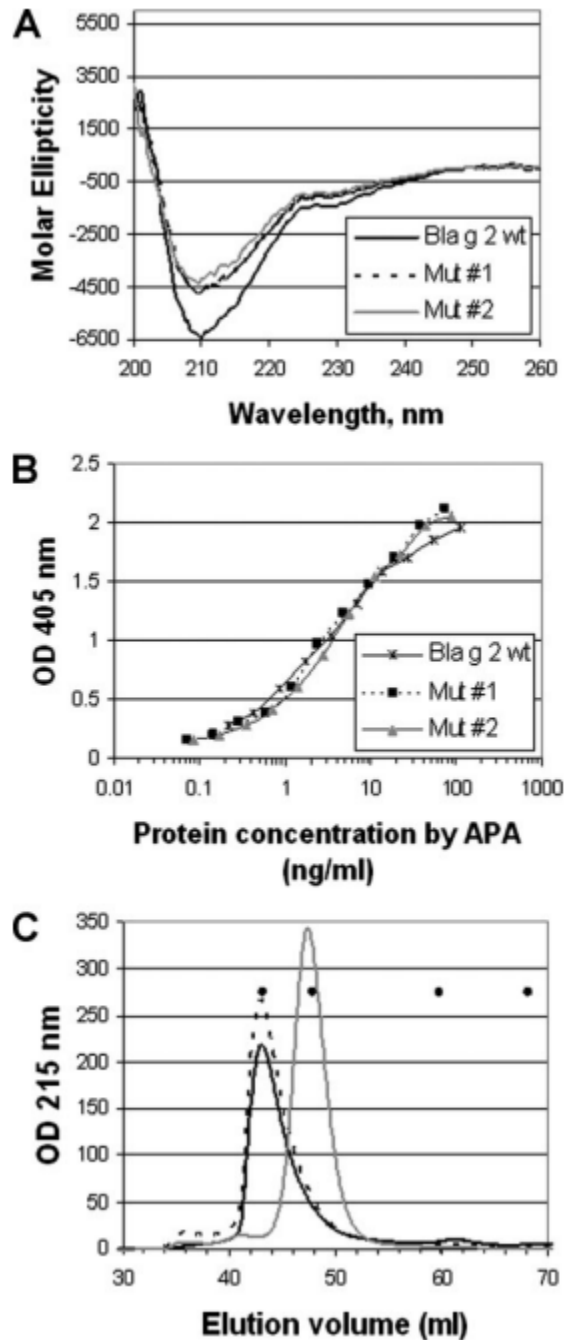 A
5500
3500
1500
-500
-2500
-4500
-6500
Molar Ellipticity
Bla g 2 wt
Mut #1
Mut #2
200 210 220 230 240 250 260
Wavelength, nm
B
2.5
2
1.5
1
0.5
0
OD 405 nm
Bla g 2 wt
Mut #1
Mut #2
0.01 0.1 1 10 100 1000
Protein concentration by APA
(ng/ml)
C
350
300
250
200
150
100
50
0
OD 215 nm
30 40 50 60 70
Elution volume (ml)